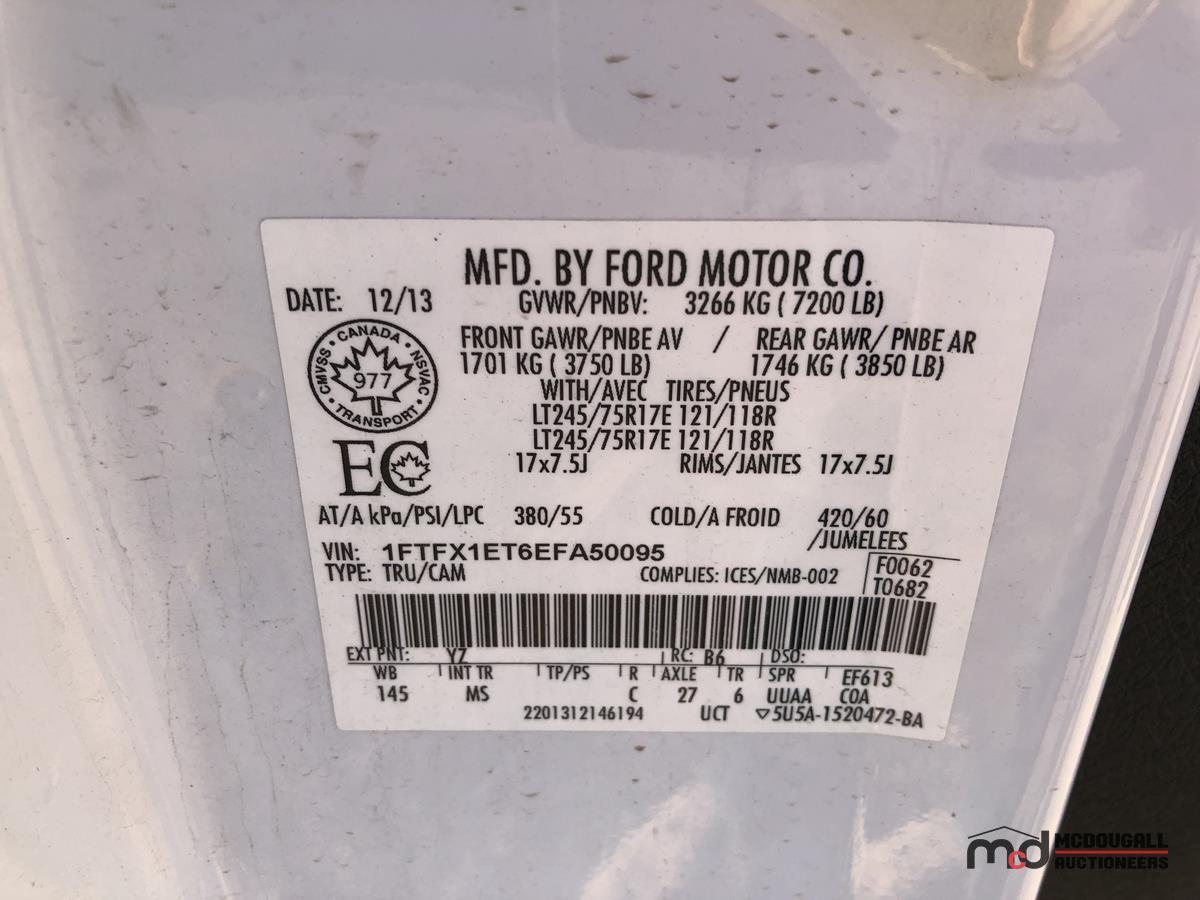 MFD. BY FORD MOTOR CO.
DATE: 12/13 GVWR/PNBV: 3266 KG ( 7200 LB)
FRONT GAWR/PNBE AV / REAR GAWR/ PNBE AR
1701 KG ( 3750 LB) 1746 KG ( 3850 LB)
WITH/AVEC TIRES/PNEUS
LT245/75R17E 121/118R
LT245/75R17E 121/118R
17x7.5J RIMS/JANTES 17x7.5J
CMVSS • CANADA • NSVAC • TRANSPORT •
977
EC
AT/A kPa/PSI/LPC 380/55 COLD/A FROID 420/60
/JUMELEES
VIN: 1FTFX1ET6EFA50095
TYPE: TRU/CAM COMPLIES: ICES/NMB-002
F0062
T0682
EXT PNT: YZ RC: B6 DSO:
WB INT TR TP/PS R AXLE TR SPR EF613
145 MS C 27 6 UUAA COA
2201312146194 UCT ▽5U5A-1520472-BA
mcd MCDOUGALL
AUCTIONEERS